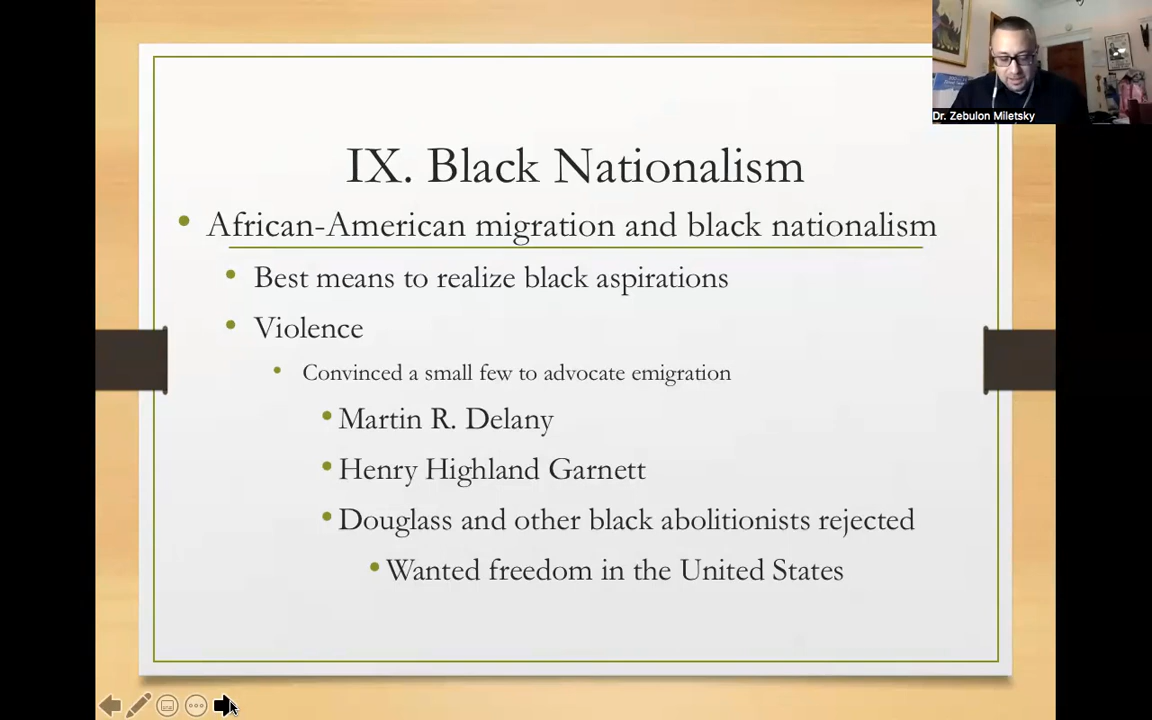 Dr. Zebulon Miletsky
IX. Black Nationalism
• African-American migration and black nationalism
• Best means to realize black aspirations
• Violence
• Convinced a small few to advocate emigration
• Martin R. Delany
• Henry Highland Garnett
• Douglass and other black abolitionists rejected
• Wanted freedom in the United States